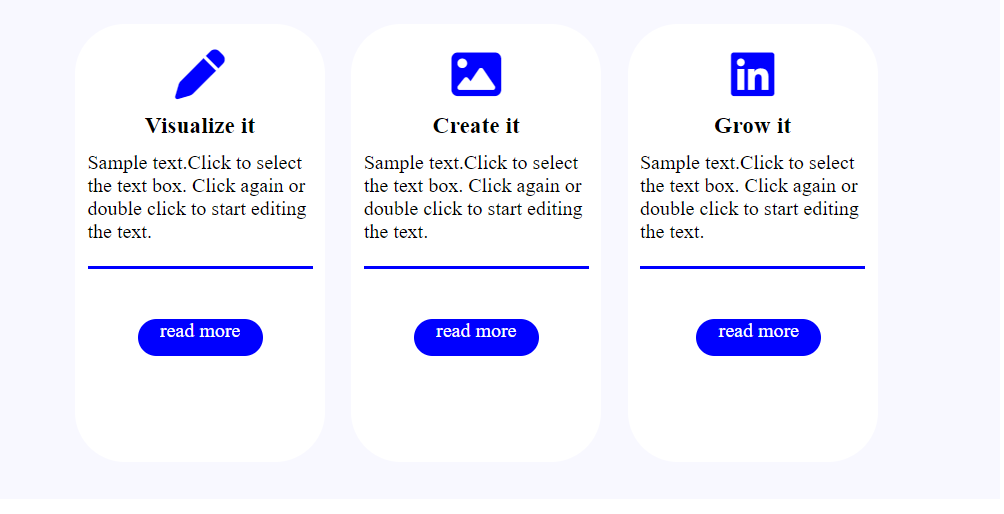 in
Visualize it
Create it
Grow it
Sample text.Click to select
the text box. Click again or
double click to start editing
the text.
Sample text.Click to select
the text box. Click again or
double click to start editing
the text.
Sample text.Click to select
the text box. Click again or
double click to start editing
the text.
read more
read more
read more